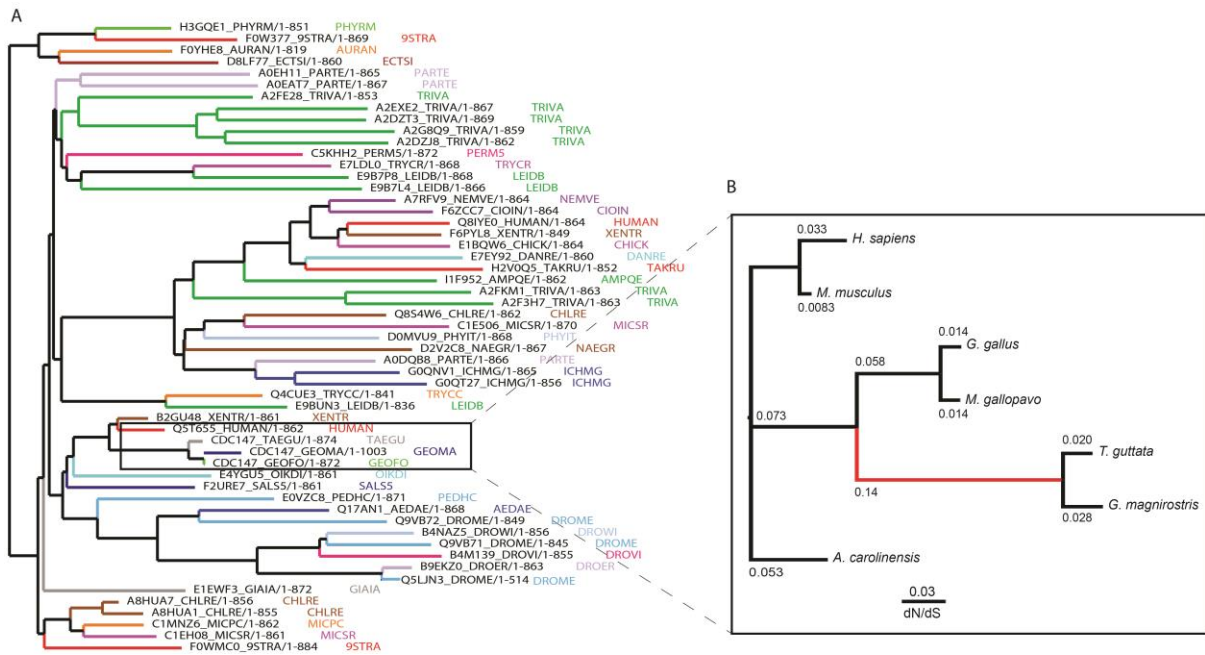 A
H3GQE1_PHYRM/1-851 PHYRM
F0W377_9STRA/1-869 9STRA
F0YHE8_AURAN/1-819 AURAN
D8LF77_ECTSI/1-860 ECTSI
A0EH11_PARTE/1-865 PARTE
A0EAT7_PARTE/1-867 PARTE
A2FE28_TRIVA/1-853 TRIVA
A2EXE2_TRIVA/1-867 TRIVA
A2DZT3_TRIVA/1-869 TRIVA
A2G8Q9_TRIVA/1-859 TRIVA
A2DZJ8_TRIVA/1-862 TRIVA
C5KHH2_PERM5/1-872 PERM5
E7LDL0_TRYCR/1-868 TRYCR
E9B7P8_LEIDB/1-868 LEIDB
E9B7L4_LEIDB/1-866 LEIDB
A7RFV9_NEMVE/1-864 NEMVE
F6ZCC7_CIOIN/1-864 CIOIN
Q8IYE0_HUMAN/1-864 HUMAN
F6PYL8_XENTR/1-849 XENTR
E1BQW6_CHICK/1-864 CHICK
E7EY92_DANRE/1-860 DANRE
H2V0Q5_TAKRU/1-852 TAKRU
I1F952_AMPQE/1-862 AMPQE
A2FKM1_TRIVA/1-863 TRIVA
A2F3H7_TRIVA/1-863 TRIVA
Q8S4W6_CHLRE/1-862 CHLRE
C1E506_MICSR/1-870 MICSR
D0MVU9_PHYIT/1-868 PHYIT
D2V2C8_NAEGR/1-867 NAEGR
A0DQB8_PARTE/1-866 PARTE
G0QNV1_ICHMG/1-865 ICHMG
G0QT27_ICHMG/1-856 ICHMG
Q4CUE3_TRYCC/1-841 TRYCC
E9BUN3_LEIDB/1-836 LEIDB
B2GU48_XENTR/1-861 XENTR
Q5T655_HUMAN/1-862 HUMAN
CDC147_TAEGU/1-874 TAEGU
CDC147_GEOMA/1-1003 GEOMA
CDC147_GEOFO/1-872 GEOFO
E4YGU5_OIKDI/1-861 OIKDI
F2URE7_SALS5/1-861 SALS5
E0VZC8_PEDHC/1-871 PEDHC
Q17AN1_AEDAE/1-868 AEDAE
Q9VB72_DROME/1-849 DROME
B4NAZ5_DROWI/1-856 DROWI
Q9VB71_DROME/1-845 DROME
B4M139_DROVI/1-855 DROVI
B9EKZ0_DROER/1-863 DROER
Q5LJN3_DROME/1-514 DROME
E1EWF3_GIAIA/1-872 GIAIA
A8HUA7_CHLRE/1-856 CHLRE
A8HUA1_CHLRE/1-855 CHLRE
C1MNZ6_MICPC/1-862 MICPC
C1EH08_MICSR/1-861 MICSR
F0WMC0_9STRA/1-884 9STRA
B
0.033
H. sapiens
M. musculus
0.0083
0.014
G. gallus
0.058
M. gallopavo
0.014
0.073
0.020
T. guttata
0.14
G. magnirostris
0.028
A. carolinensis
0.053
0.03
dN/dS